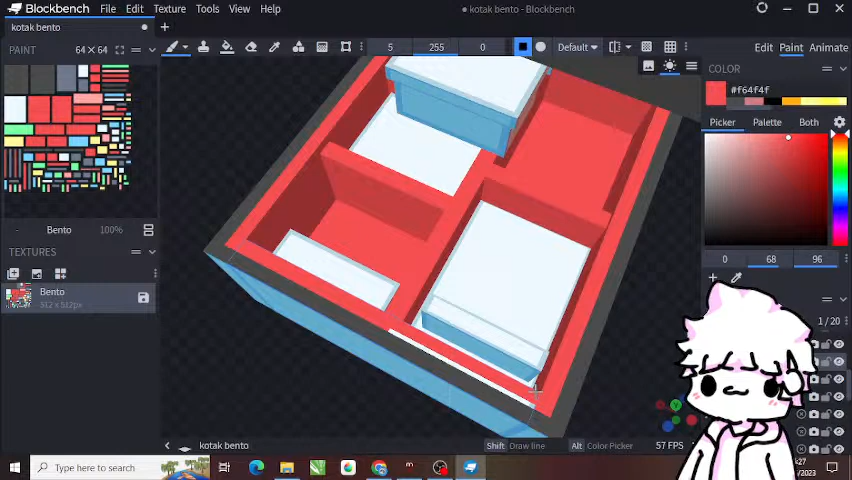 Blockbench File Edit Texture Tools View Help
kotak bento - Blockbench
kotak bento
PAINT 64 × 64
5 255 0 Default
Edit Paint Animate
COLOR
#f64f4f
Picker Palette Both
Bento 100%
TEXTURES
Bento
512 x 512px
0 68 96
1 / 20
kotak bento
Shift Draw line Alt Color Picker 57 FPS
Type here to search